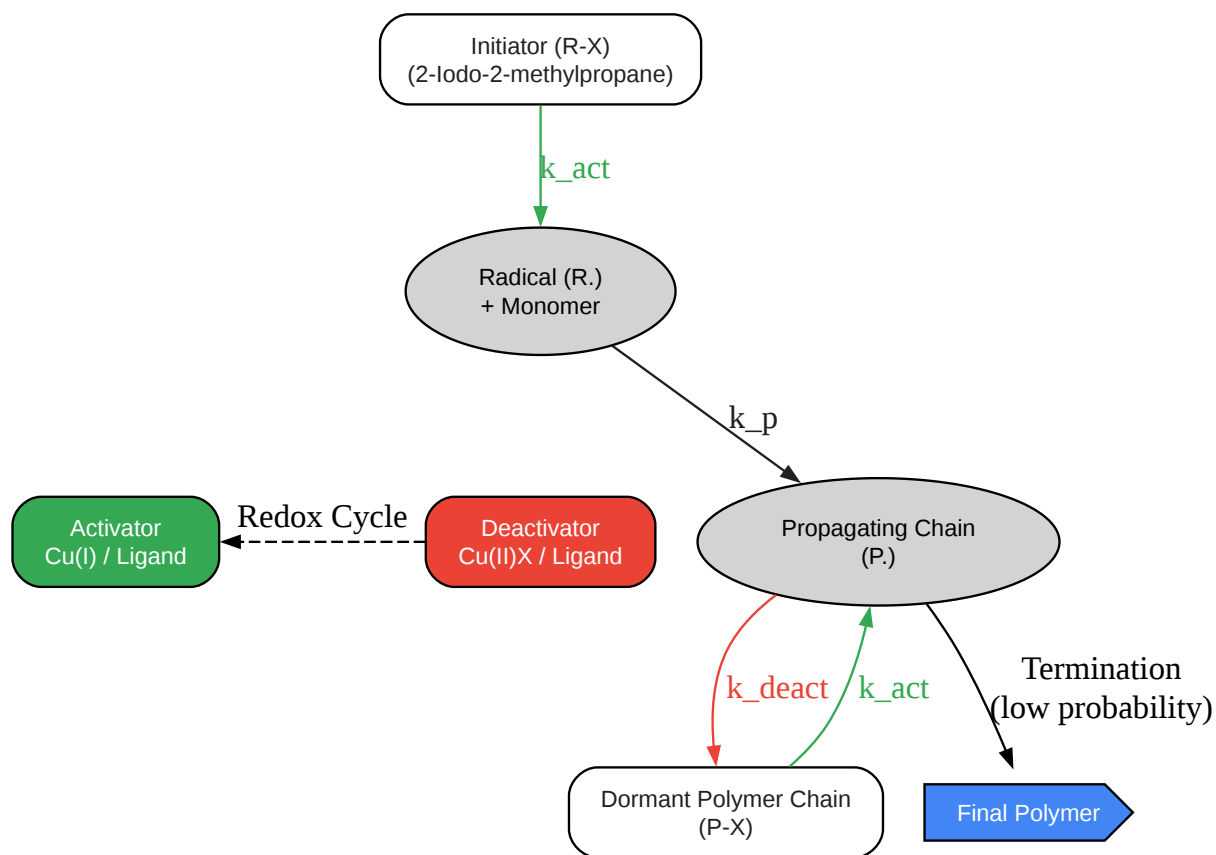 Initiator (R-X)
(2-Iodo-2-methylpropane)
k_act
Radical (R.)
+ Monomer
k_p
Activator
Cu(I) / Ligand
Redox Cycle
Deactivator
Cu(II)X / Ligand
Propagating Chain
(P.)
k_deact
k_act
Termination
(low probability)
Dormant Polymer Chain
(P-X)
Final Polymer